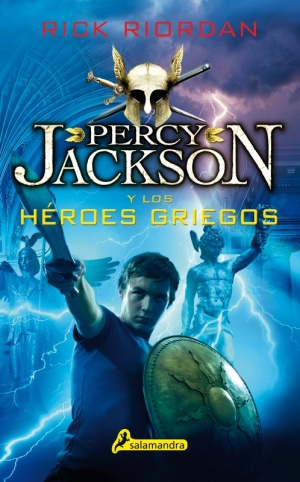 RICK RIORDAN
PERCY
JACKSON
Y LOS
HÉROES GRIEGOS
salamandra